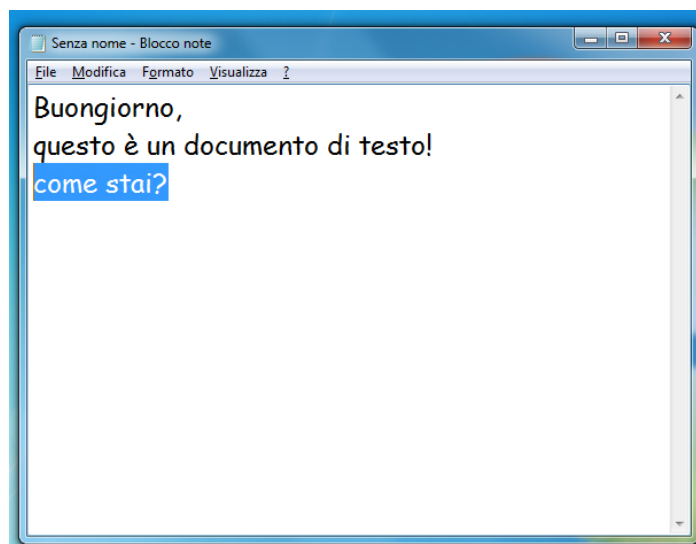 Senza nome - Blocco note
File Modifica Formato Visualizza ?
Buongiorno,
questo è un documento di testo!
come stai?